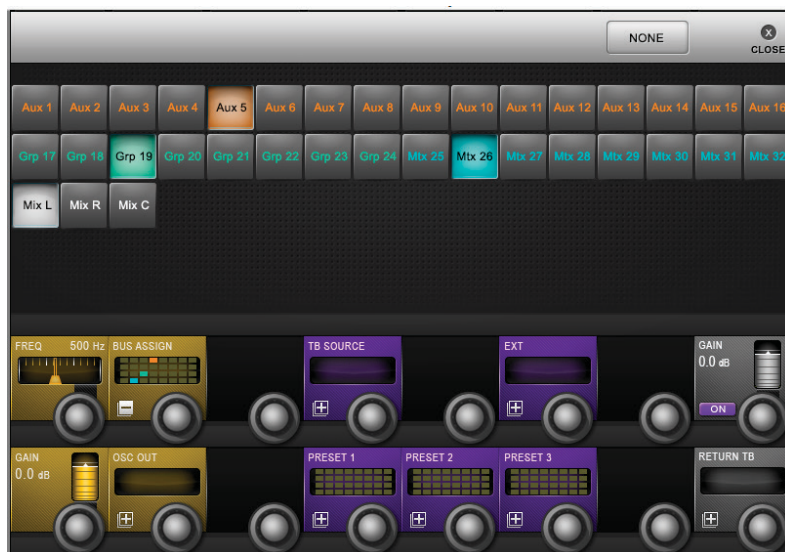 NONE
X
CLOSE
Aux 1 Aux 2 Aux 3 Aux 4 Aux 5 Aux 6 Aux 7 Aux 8 Aux 9 Aux 10 Aux 11 Aux 12 Aux 13 Aux 14 Aux 15 Aux 16
Grp 17 Grp 18 Grp 19 Grp 20 Grp 21 Grp 22 Grp 23 Grp 24 Mtx 25 Mtx 26 Mtx 27 Mtx 28 Mtx 29 Mtx 30 Mtx 31 Mtx 32
Mix L Mix R Mix C
FREQ 500 Hz BUS ASSIGN TB SOURCE EXT GAIN
0.0 dB
ON
GAIN OSC OUT PRESET 1 PRESET 2 PRESET 3 RETURN TB
0.0 dB